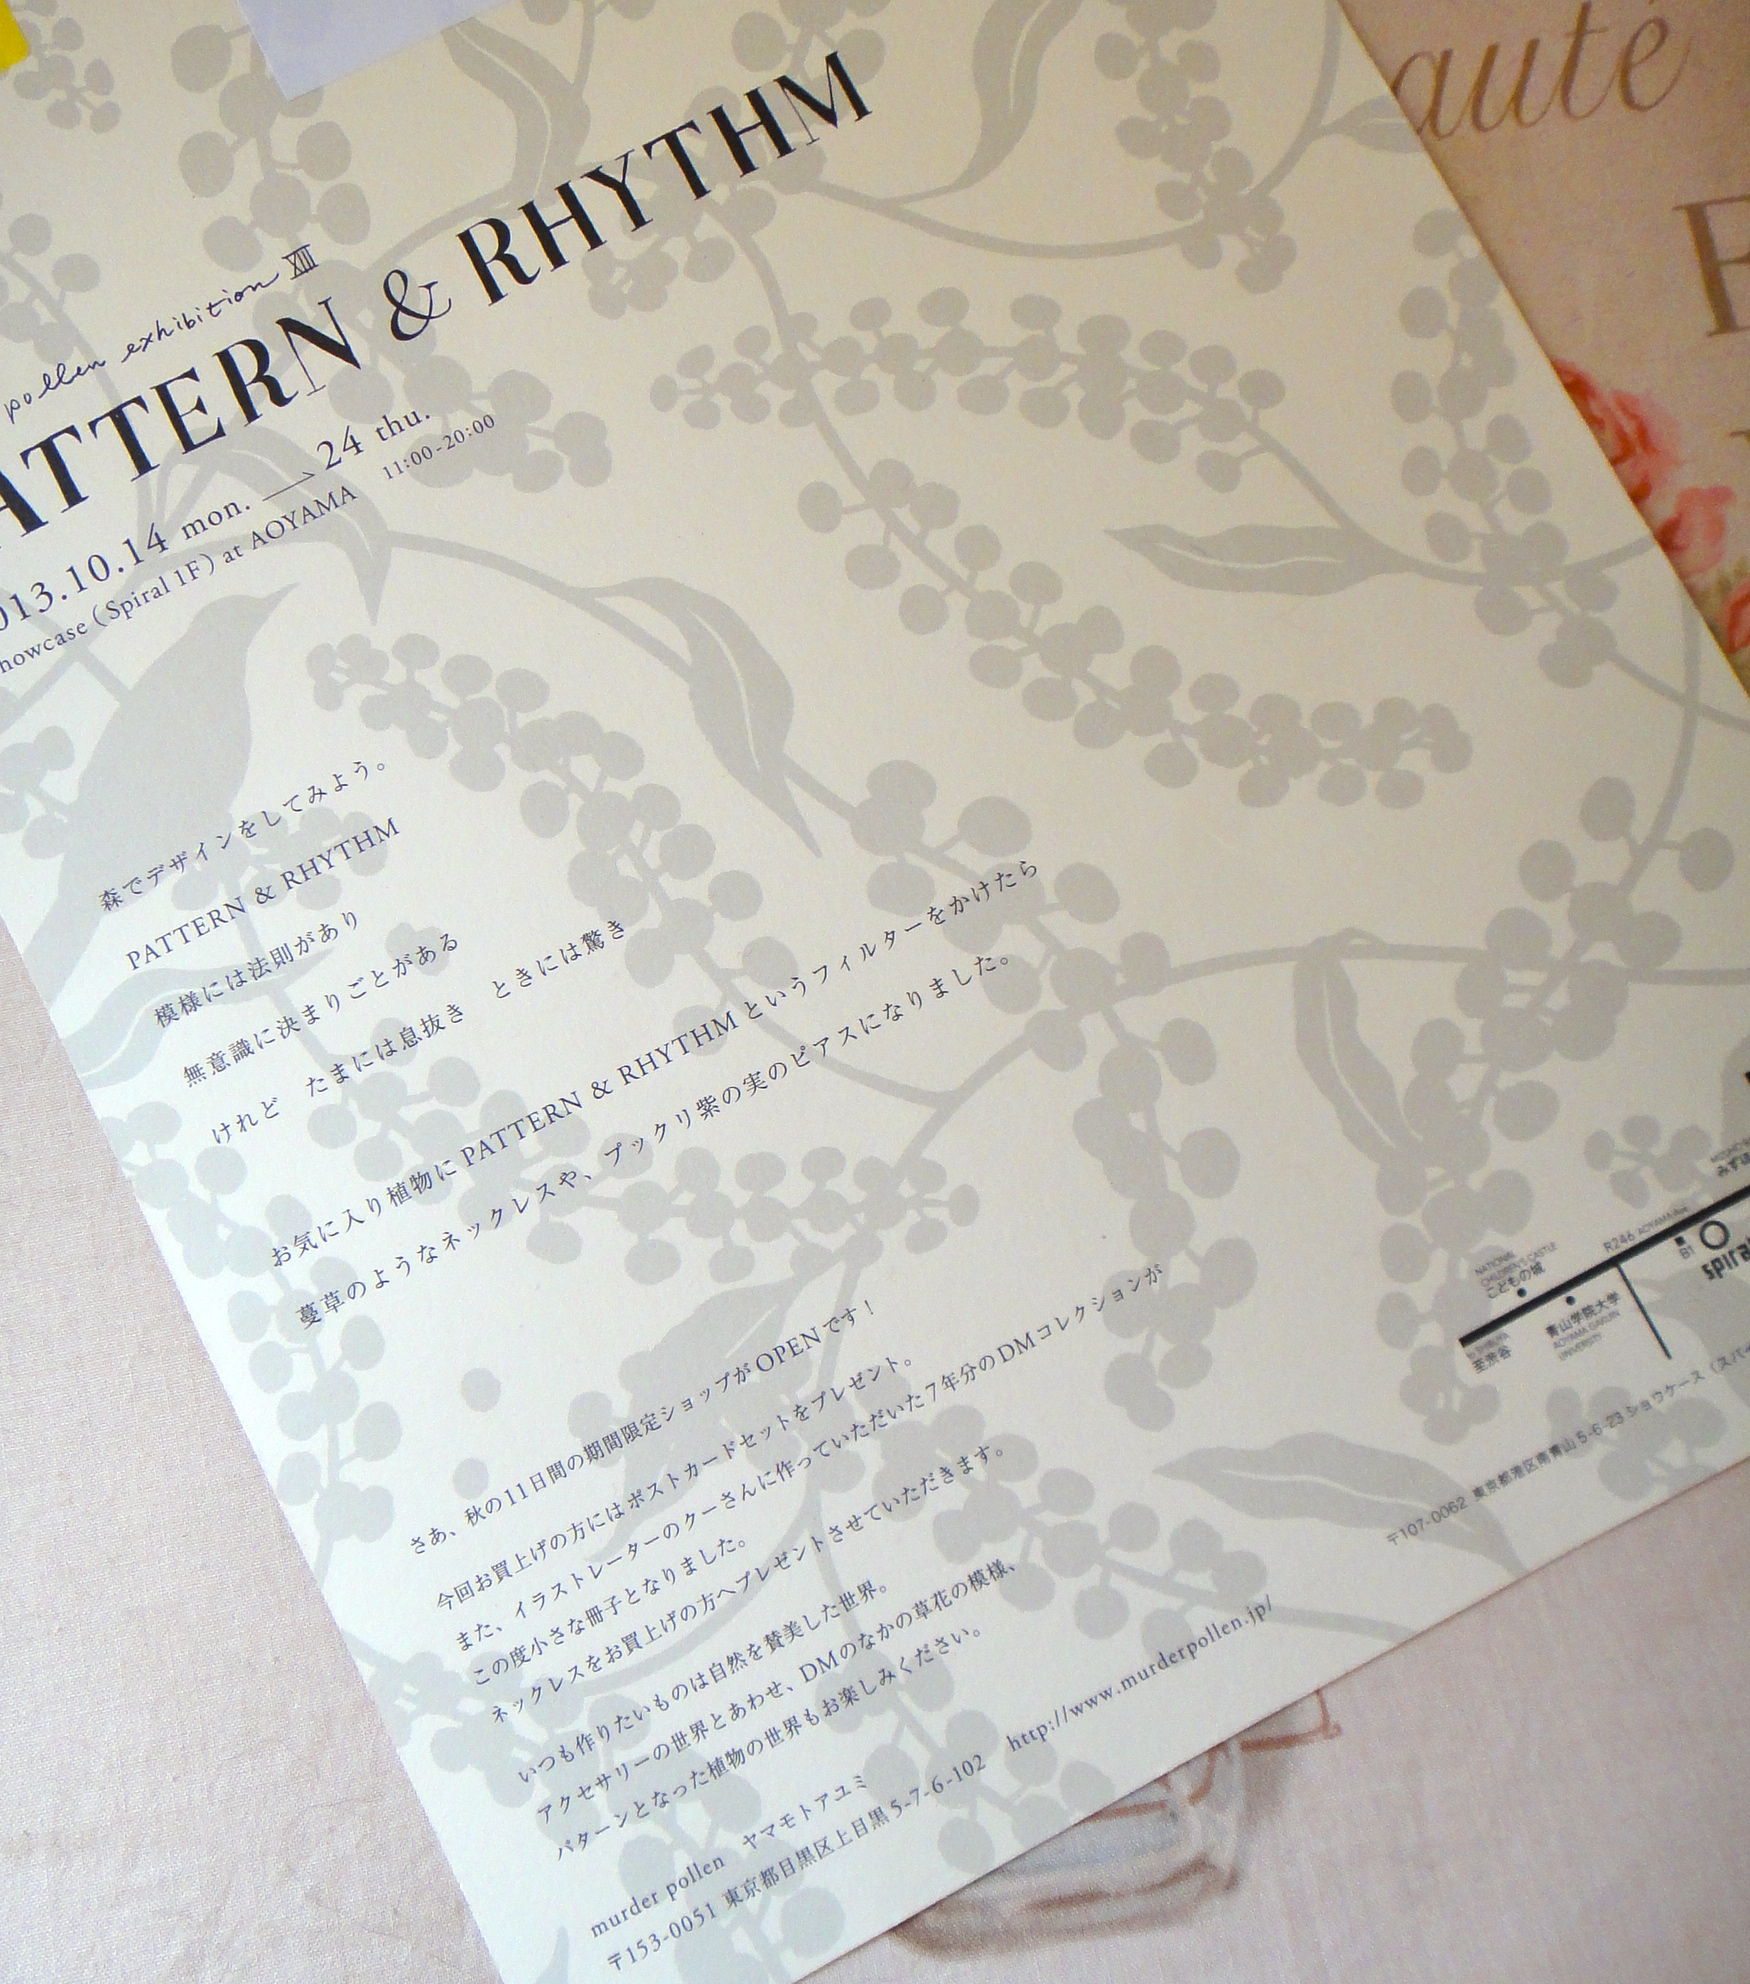 pollen exhibition XIII
PATTERN & RHYTHM
2013.10.14 mon. → 24 thu.
showcase (Spiral 1F) at AOYAMA 11:00-20:00
森でデザインをしてみよう。
PATTERN & RHYTHM
模様には法則があり
無意識に決まりごとがある
けれど たまには息抜き ときには驚き
お気に入り植物に PATTERN & RHYTHM というフィルターをかけたら
蔓草のようなネックレスや、プックリ紫の実のピアスになりました。
さあ、秋の11日間の期間限定ショップが OPENです！
今回お買上げの方にはポストカードセットをプレゼント。
また、イラストレーターのクーさんに作っていただいた7年分のDMコレクションが
この度小さな冊子となりました。
ネックレスをお買上げの方へプレゼントさせていただきます。
いつも作りたいものは自然を賛美した世界。
アクセサリーの世界とあわせ、DMのなかの草花の模様、
パターンとなった植物の世界もお楽しみください。
murder pollen ヤマモトアユミ
〒153-0051 東京都目黒区上目黒 5-7-6-102 http://www.murderpollen.jp/
NATIONAL
CHILDREN'S CASTLE
こどもの城
R246 AOYAMA Ave.
B1
spiral
みずほ
至渋谷
青山学院大学
AOYAMA GAKUIN
UNIVERSITY
〒107-0062 東京都港区南青山 5-6-23 ショウケース（スパイ
auté
E